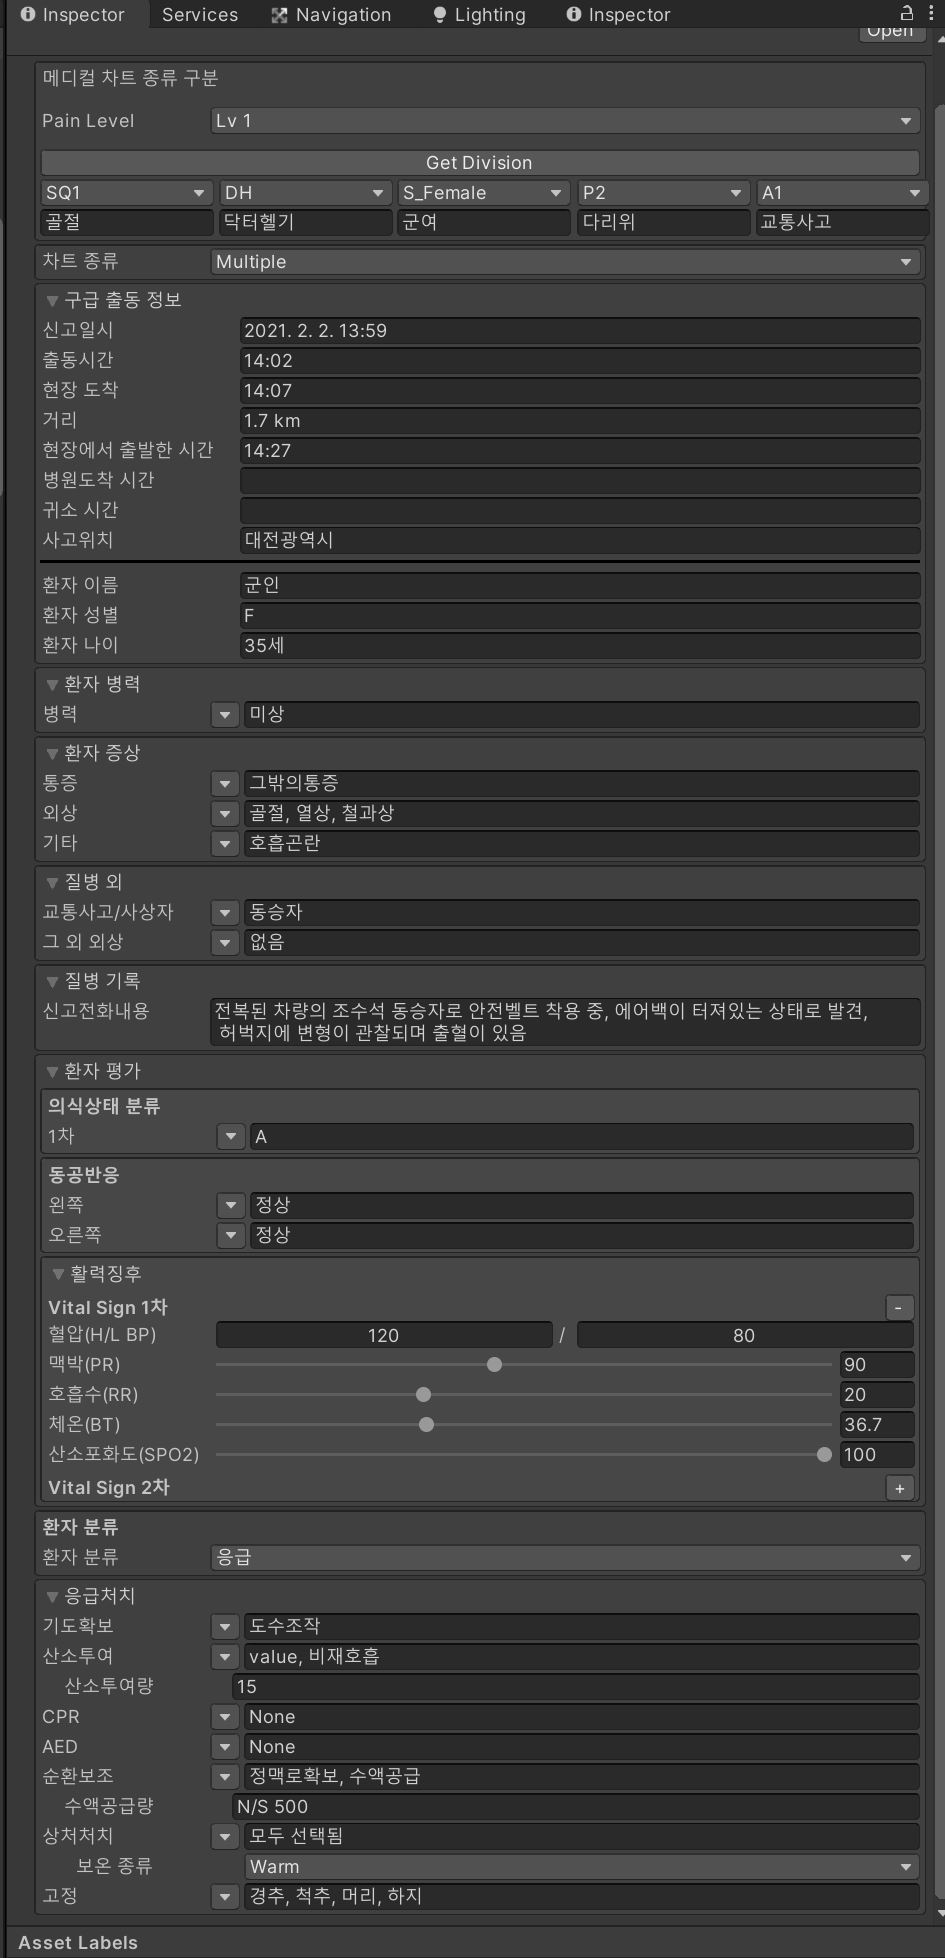 Inspector Services Navigation Lighting Inspector
Open
메디컬 차트 종류 구분
Pain Level Lv 1
Get Division
SQ1 DH S_Female P2 A1
골절 닥터헬기 군여 다리위 교통사고
차트 종류 Multiple
구급 출동 정보
신고일시 2021. 2. 2. 13:59
출동시간 14:02
현장 도착 14:07
거리 1.7 km
현장에서 출발한 시간 14:27
병원도착 시간
귀소 시간
사고위치 대전광역시
환자 이름 군인
환자 성별 F
환자 나이 35세
환자 병력
병력 미상
환자 증상
통증 그밖의통증
외상 골절, 열상, 철과상
기타 호흡곤란
질병 외
교통사고/사상자 동승자
그 외 외상 없음
질병 기록
신고전화내용 전복된 차량의 조수석 동승자로 안전벨트 착용 중, 에어백이 터져있는 상태로 발견,
허벅지에 변형이 관찰되며 출혈이 있음
환자 평가
의식상태 분류
1차 A
동공반응
왼쪽 정상
오른쪽 정상
활력징후
Vital Sign 1차 -
혈압(H/L BP) 120 / 80
맥박(PR) 90
호흡수(RR) 20
체온(BT) 36.7
산소포화도(SPO2) 100
Vital Sign 2차 +
환자 분류
환자 분류 응급
응급처치
기도확보 도수조작
산소투여 value, 비재호흡
산소투여량 15
CPR None
AED None
순환보조 정맥로확보, 수액공급
수액공급량 N/S 500
상처처치 모두 선택됨
보온 종류 Warm
고정 경추, 척추, 머리, 하지
Asset Labels